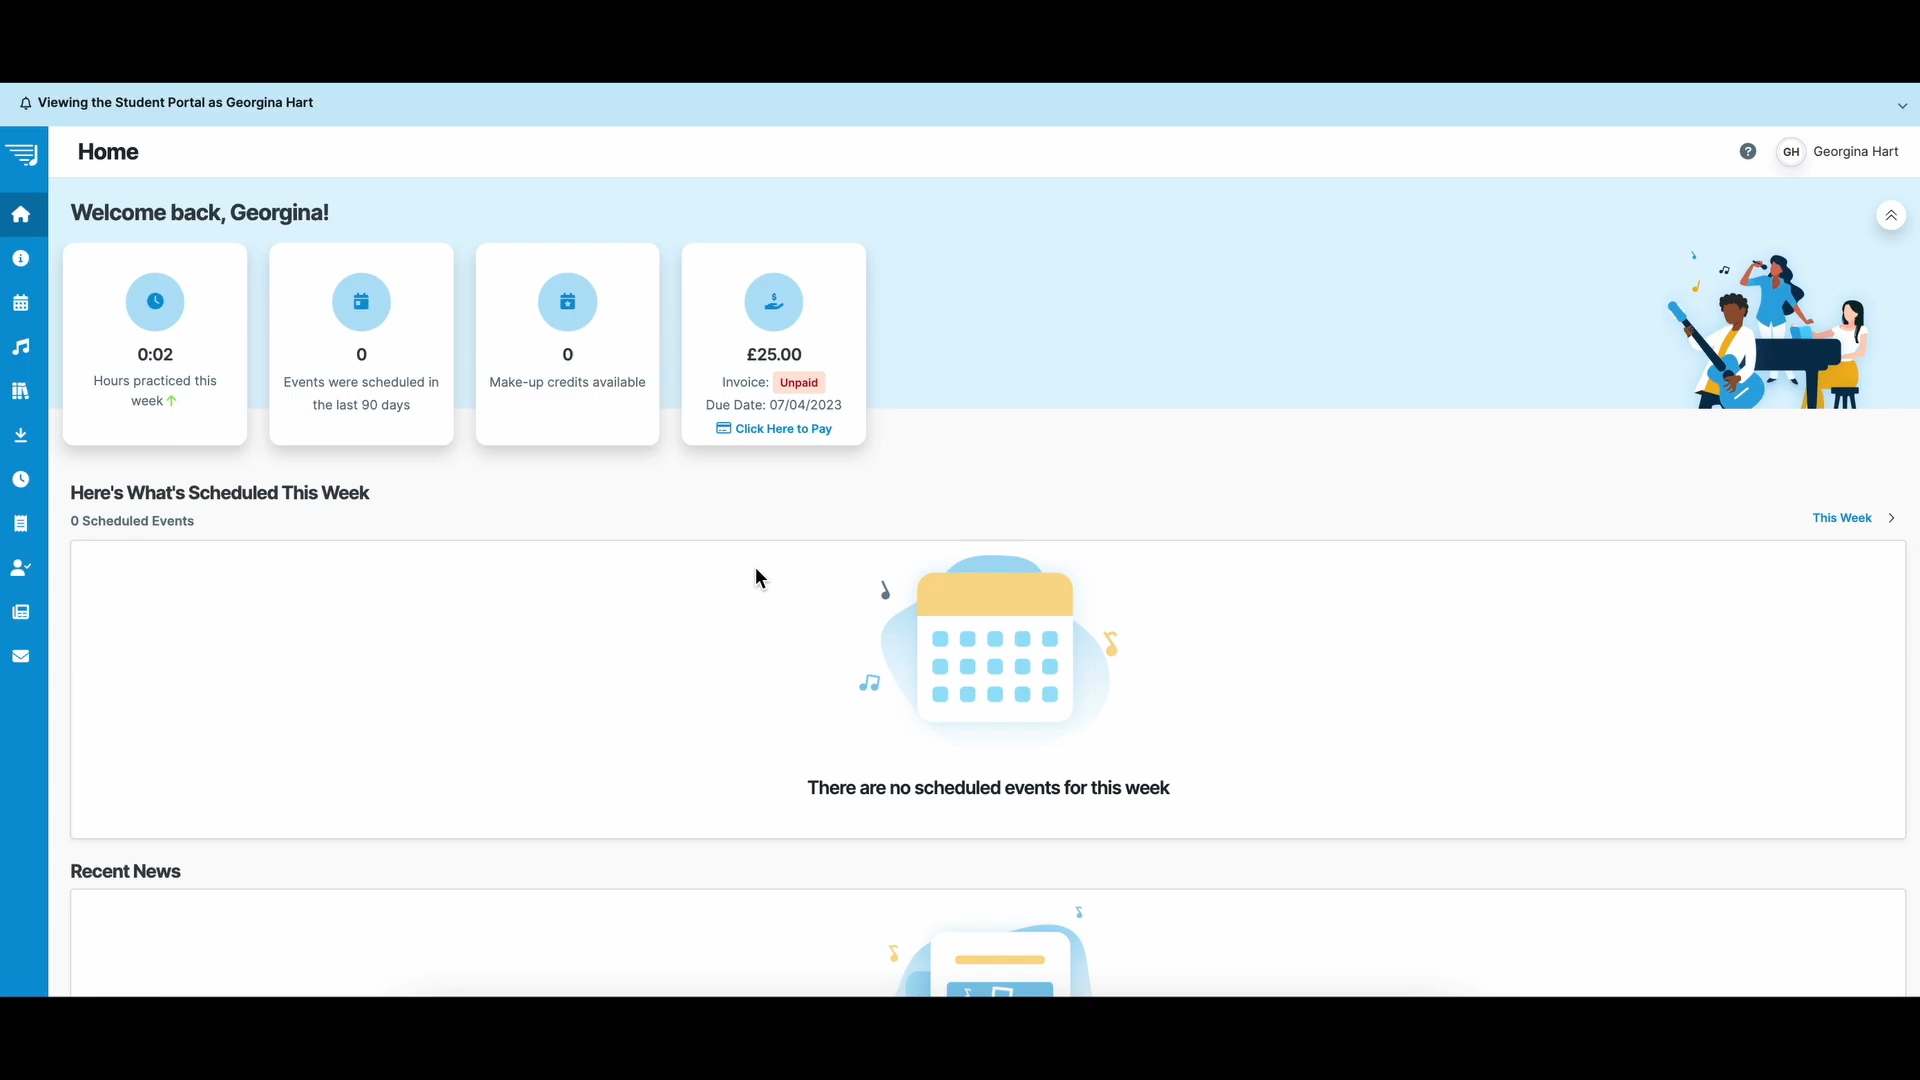 Viewing the Student Portal as Georgina Hart
Home
?
GH
Georgina Hart
Welcome back, Georgina!
0:02
Hours practiced this
week
0
Events were scheduled in
the last 90 days
0
Make-up credits available
$
£25.00
Invoice: Unpaid
Due Date: 07/04/2023
Click Here to Pay
Here's What's Scheduled This Week
0 Scheduled Events
This Week
There are no scheduled events for this week
Recent News